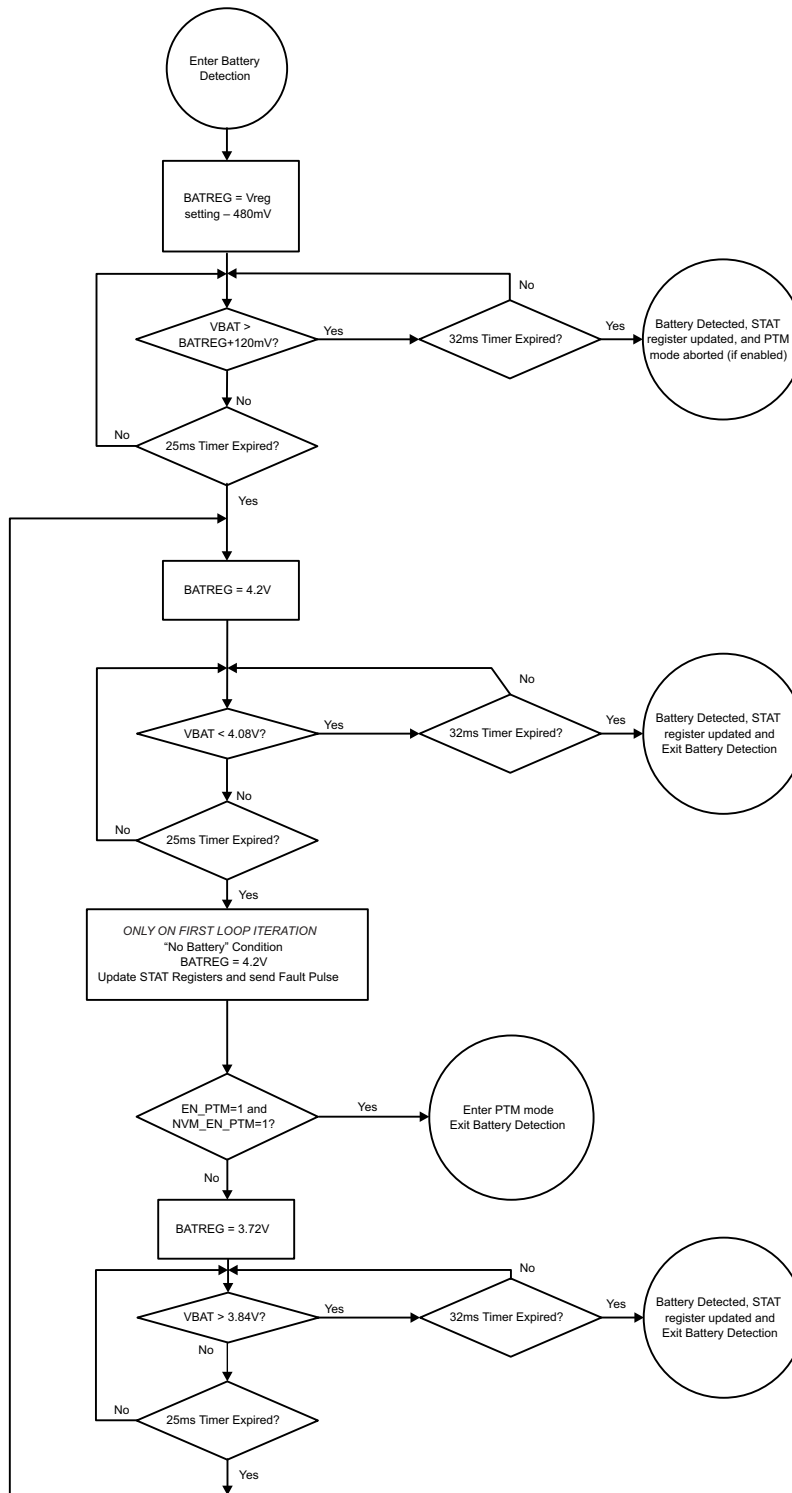 Enter Battery
Detection
BATREG = Vreg
setting – 480mV
No
VBAT >
BATREG+120mV?
Yes
32ms Timer Expired?
Yes
Battery Detected, STAT
register updated, and PTM
mode aborted (if enabled)
No
No
25ms Timer Expired?
Yes
BATREG = 4.2V
No
VBAT < 4.08V?
Yes
32ms Timer Expired?
Yes
Battery Detected, STAT
register updated and
Exit Battery Detection
No
No
25ms Timer Expired?
Yes
ONLY ON FIRST LOOP ITERATION
“No Battery” Condition
BATREG = 4.2V
Update STAT Registers and send Fault Pulse
EN_PTM=1 and
NVM_EN_PTM=1?
Yes
Enter PTM mode
Exit Battery Detection
No
BATREG = 3.72V
No
VBAT > 3.84V?
Yes
32ms Timer Expired?
Yes
Battery Detected, STAT
register updated and
Exit Battery Detection
No
No
25ms Timer Expired?
Yes